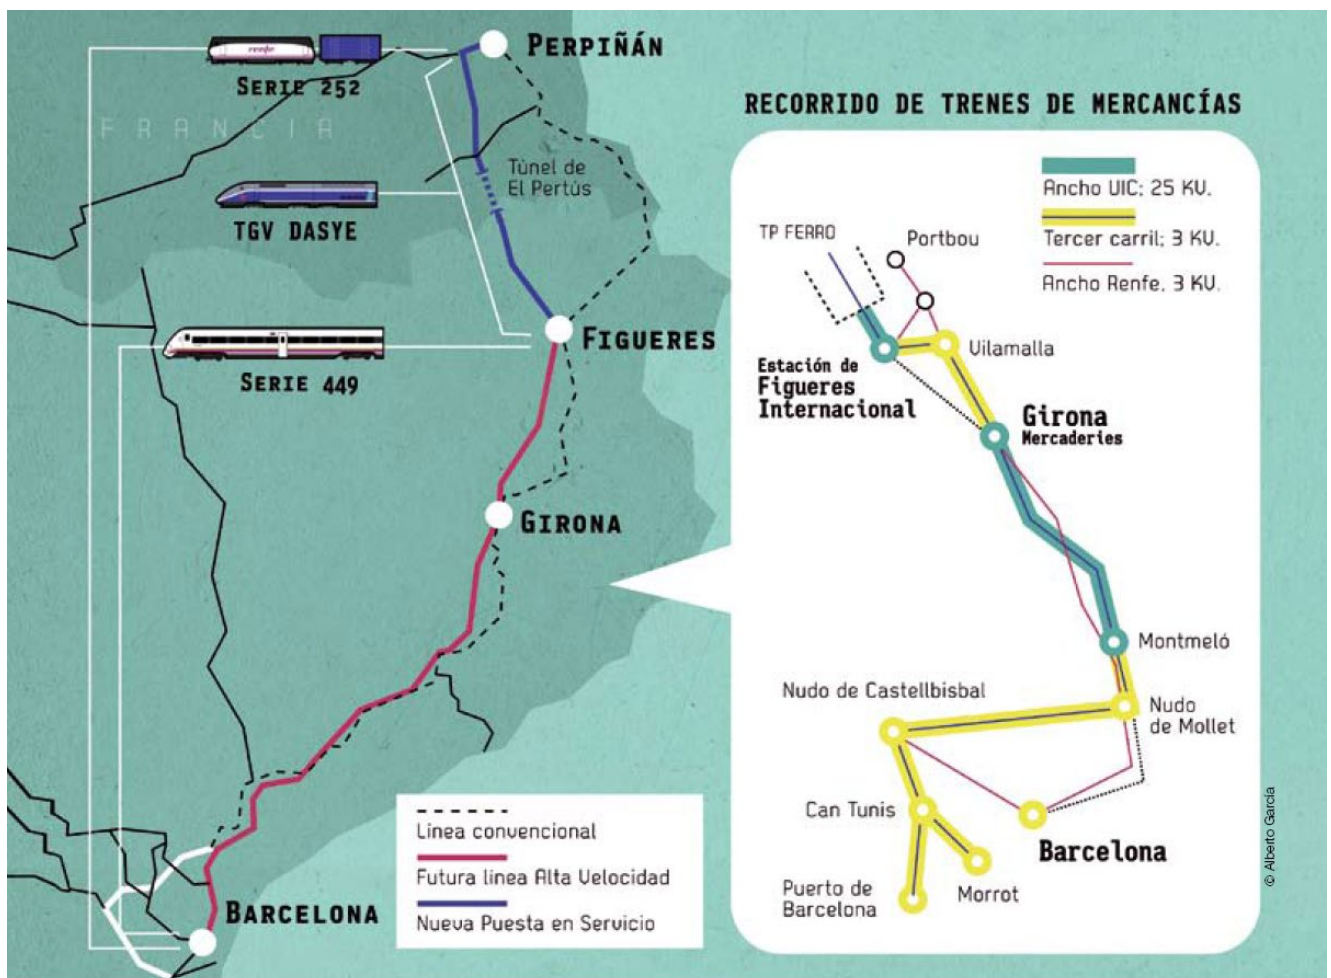 PERPIÑÁN
renfe
SERIE 252
FRANCIA
Túnel de
El Pertús
TGV DASYE
FIGUERES
SERIE 449
GIRONA
BARCELONA
Línea convencional
Futura línea Alta Velocidad
Nueva Puesta en Servicio
RECORRIDO DE TRENES DE MERCANCÍAS
Ancho UIC; 25 KV.
Tercer carril; 3 KV.
Ancho Renfe, 3 KV.
TP FERRO
Portbou
Vilamalla
Estación de
Figueres
Internacional
Girona
Mercaderies
Montmeló
Nudo de Castellbisbal
Nudo
de Mollet
Can Tunis
Barcelona
Puerto de
Barcelona
Morrot
© Alberto García